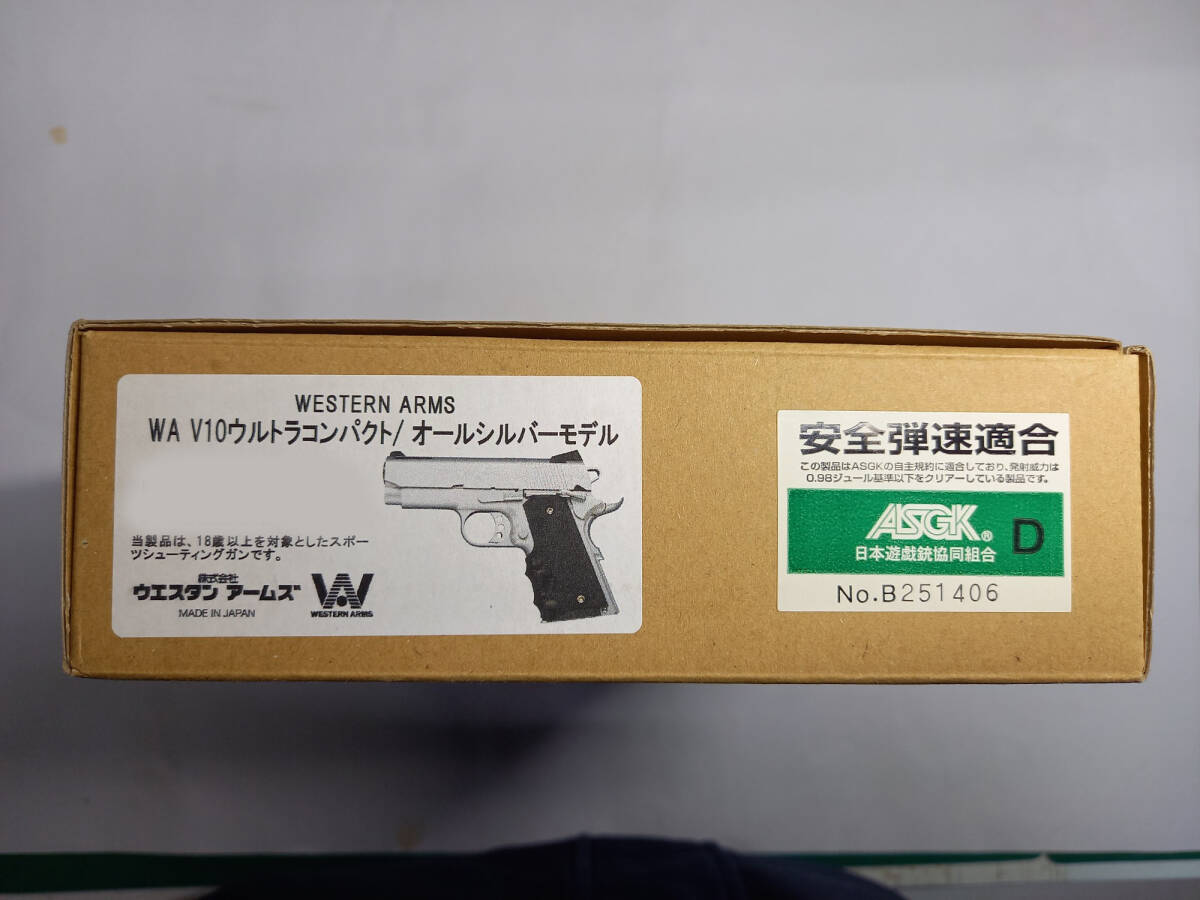 WESTERN ARMS
WA V10ウルトラコンパクト/ オールシルバーモデル
当製品は、18歳以上を対象としたスポー
ツシューティングガンです。
株式会社
ウエスタン アームズ
MADE IN JAPAN
WESTERN ARMS
安全弾速適合
この製品はASGKの自主規約に適合しており、発射威力は
0.98ジュール基準以下をクリアーしている製品です。
ASGK® D
日本遊戯銃協同組合
No.B251406